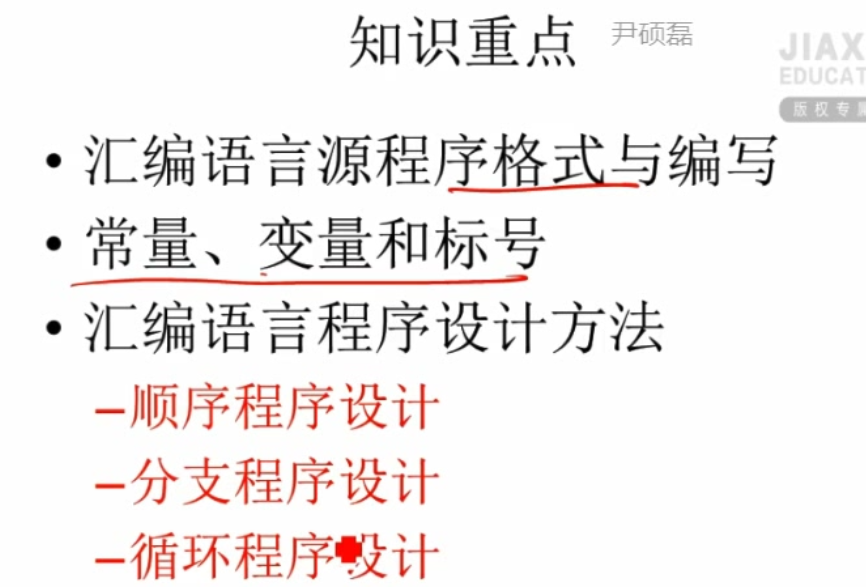 知识重点
尹硕磊
JIAX
EDUCAT
版权专属
• 汇编语言源程序格式与编写
• 常量、变量和标号
• 汇编语言程序设计方法
–顺序程序设计
–分支程序设计
–循环程序设计